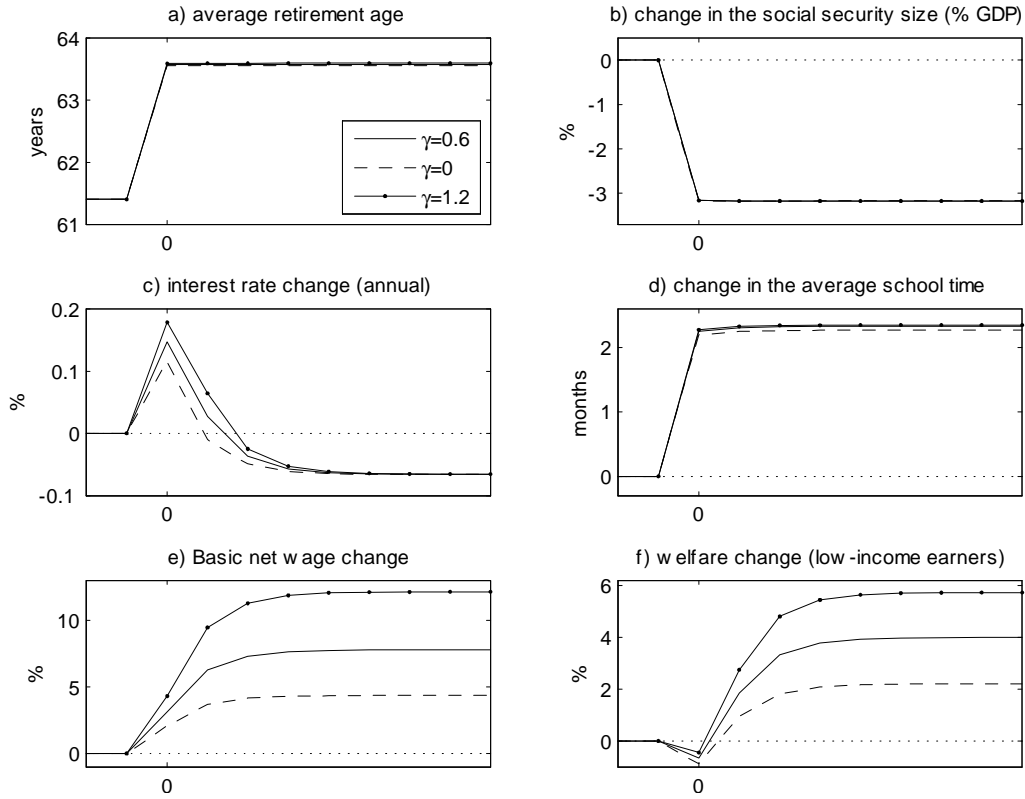 a) average retirement age
64
63
62
61
years
γ=0.6
γ=0
γ=1.2
0
b) change in the social security size (% GDP)
0
-1
-2
-3
%
0
c) interest rate change (annual)
0.2
0.1
0
-0.1
%
0
d) change in the average school time
2
0
months
0
e) Basic net wage change
10
5
0
%
0
f) welfare change (low-income earners)
6
4
2
0
%
0